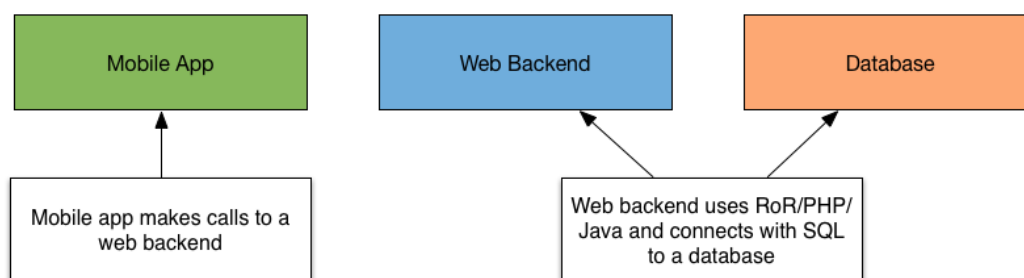 Mobile App
Web Backend
Database
Mobile app makes calls to a
web backend
Web backend uses RoR/PHP/
Java and connects with SQL
to a database